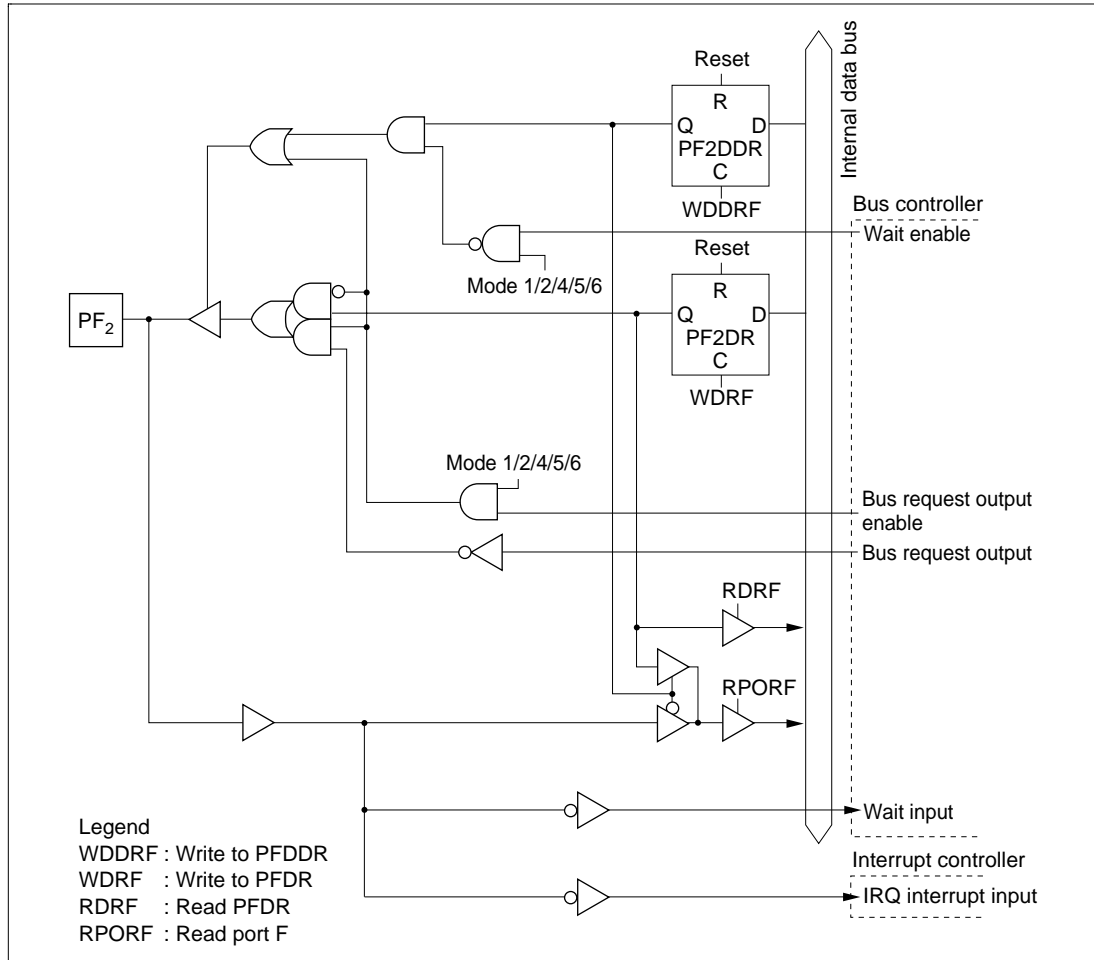 Reset
R
Q D
PF2DDR
C
WDDRF
Internal data bus
Bus controller
Wait enable
Mode 1/2/4/5/6
Reset
R
Q D
PF2DR
C
WDRF
PF2
Mode 1/2/4/5/6
Bus request output
enable
Bus request output
RDRF
RPORF
Wait input
Legend
WDDRF : Write to PFDDR
WDRF : Write to PFDR
RDRF : Read PFDR
RPORF : Read port F
Interrupt controller
IRQ interrupt input